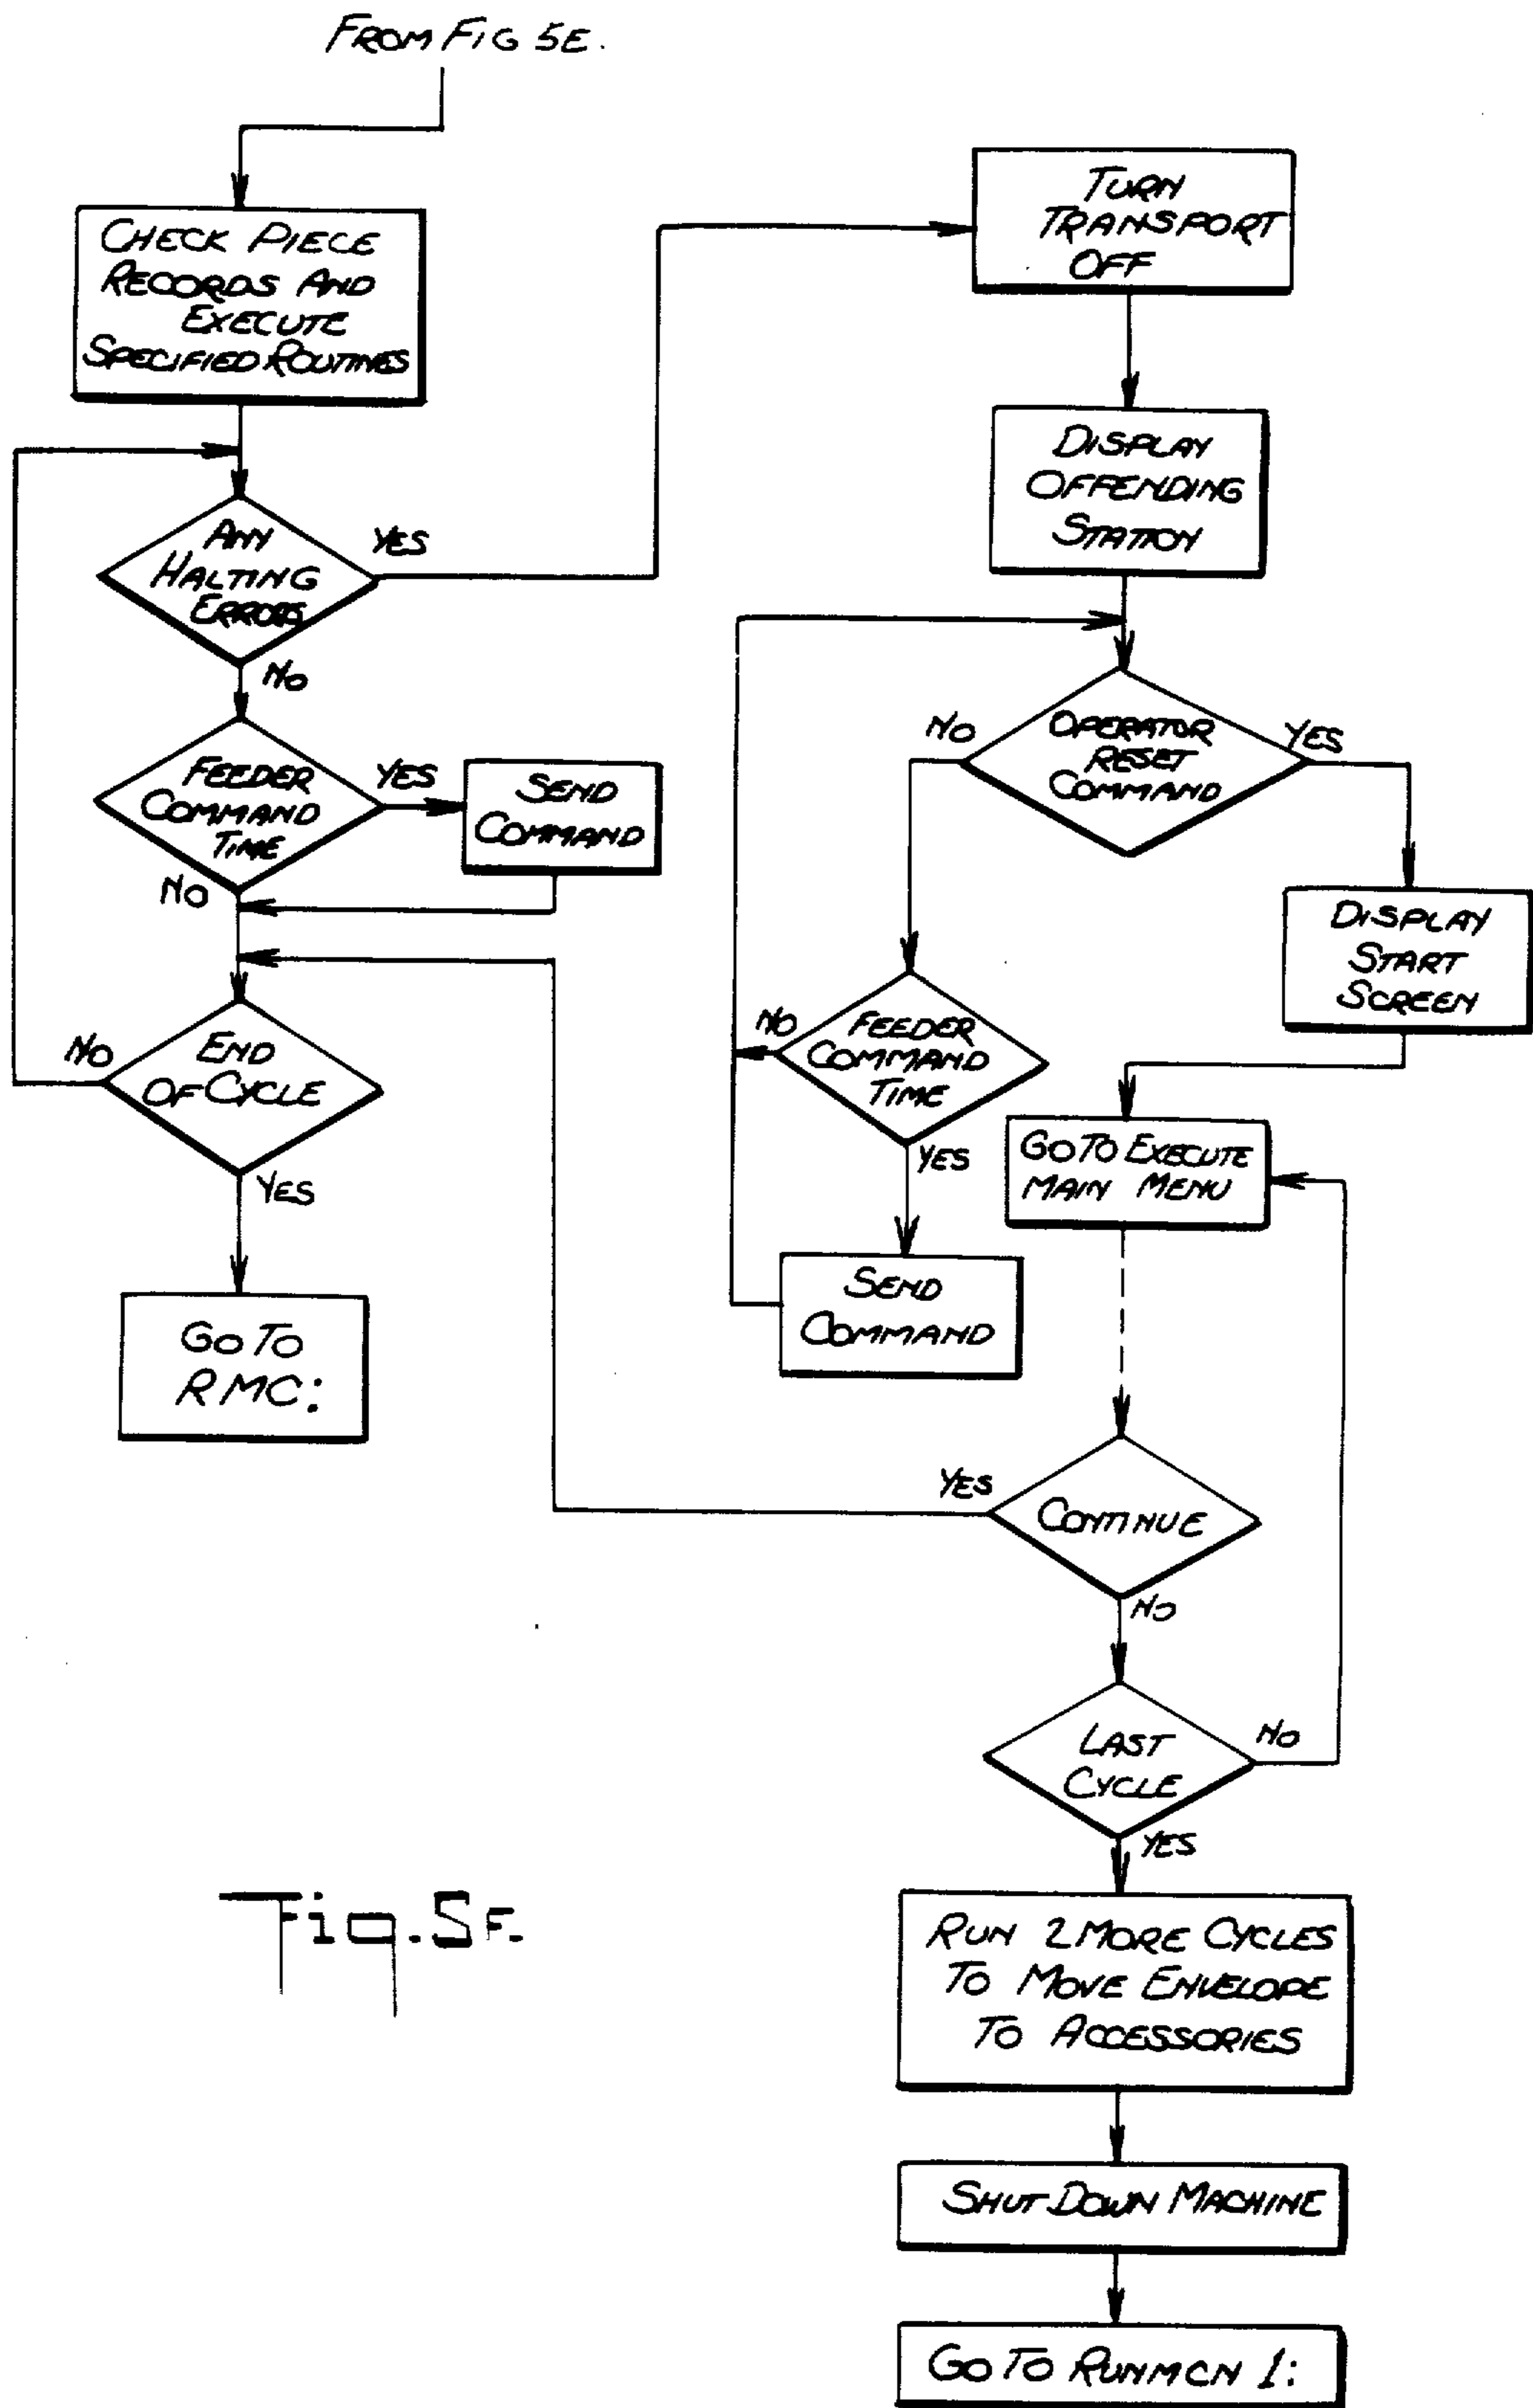 FROM FIG 5E.
CHECK PIECE
RECORDS AND
EXECUTE
SPECIFIED ROUTINES
ANY
HALTING
ERRORS
YES
NO
FEEDER
COMMAND
TIME
YES
SEND
COMMAND
NO
END
OF CYCLE
NO
YES
GO TO
RMC:
TURN
TRANSPORT
OFF
DISPLAY
OFFENDING
STATION
OPERATOR
RESET
COMMAND
NO
YES
DISPLAY
START
SCREEN
FEEDER
COMMAND
TIME
NO
YES
SEND
COMMAND
GO TO EXECUTE
MAIN MENU
CONTINUE
YES
NO
LAST
CYCLE
NO
YES
RUN 2 MORE CYCLES
TO MOVE ENVELOPE
TO ACCESSORIES
SHUT DOWN MACHINE
GO TO RUNMCN 1:
Fig. 5F.